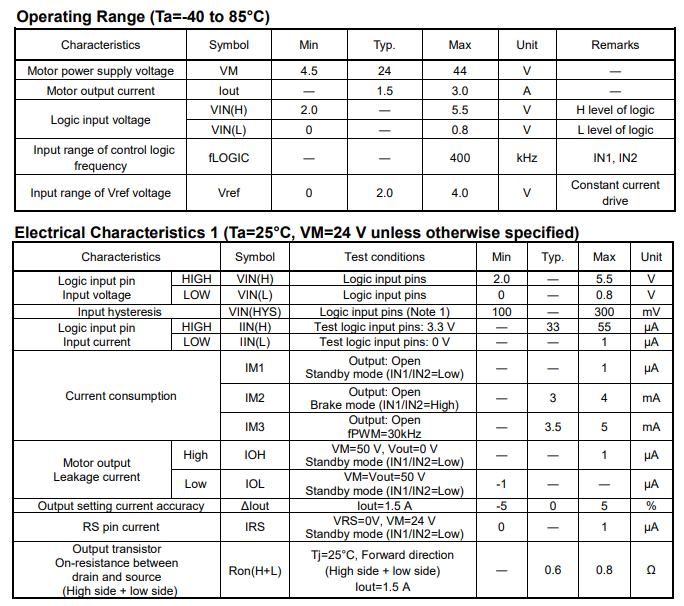 Operating Range (Ta=-40 to 85°C)
Characteristics Symbol Min Typ. Max Unit Remarks
Motor power supply voltage VM 4.5 24 44 V —
Motor output current Iout — 1.5 3.0 A —
Logic input voltage VIN(H) 2.0 — 5.5 V H level of logic
VIN(L) 0 — 0.8 V L level of logic
Input range of control logic
frequency fLOGIC — — 400 kHz IN1, IN2
Input range of Vref voltage Vref 0 2.0 4.0 V Constant current
drive
Electrical Characteristics 1 (Ta=25°C, VM=24 V unless otherwise specified)
Characteristics Symbol Test conditions Min Typ. Max Unit
Logic input pin HIGH VIN(H) Logic input pins 2.0 — 5.5 V
Input voltage LOW VIN(L) Logic input pins 0 — 0.8 V
Input hysteresis VIN(HYS) Logic input pins (Note 1) 100 — 300 mV
Logic input pin HIGH IIN(H) Test logic input pins: 3.3 V — 33 55 µA
Input current LOW IIN(L) Test logic input pins: 0 V — — 1 µA
Current consumption IM1 Output: Open
Standby mode (IN1/IN2=Low) — — 1 µA
IM2 Output: Open
Brake mode (IN1/IN2=High) — 3 4 mA
IM3 Output: Open
fPWM=30kHz — 3.5 5 mA
Motor output
Leakage current High IOH VM=50 V, Vout=0 V
Standby mode (IN1/IN2=Low) — — 1 µA
Low IOL VM=Vout=50 V
Standby mode (IN1/IN2=Low) -1 — — µA
Output setting current accuracy ΔIout Iout=1.5 A -5 0 5 %
RS pin current IRS VRS=0V, VM=24 V
Standby mode (IN1/IN2=Low) 0 — 1 µA
Output transistor
On-resistance between
drain and source
(High side + low side) Ron(H+L) Tj=25°C, Forward direction
(High side + low side)
Iout=1.5 A — 0.6 0.8 Ω